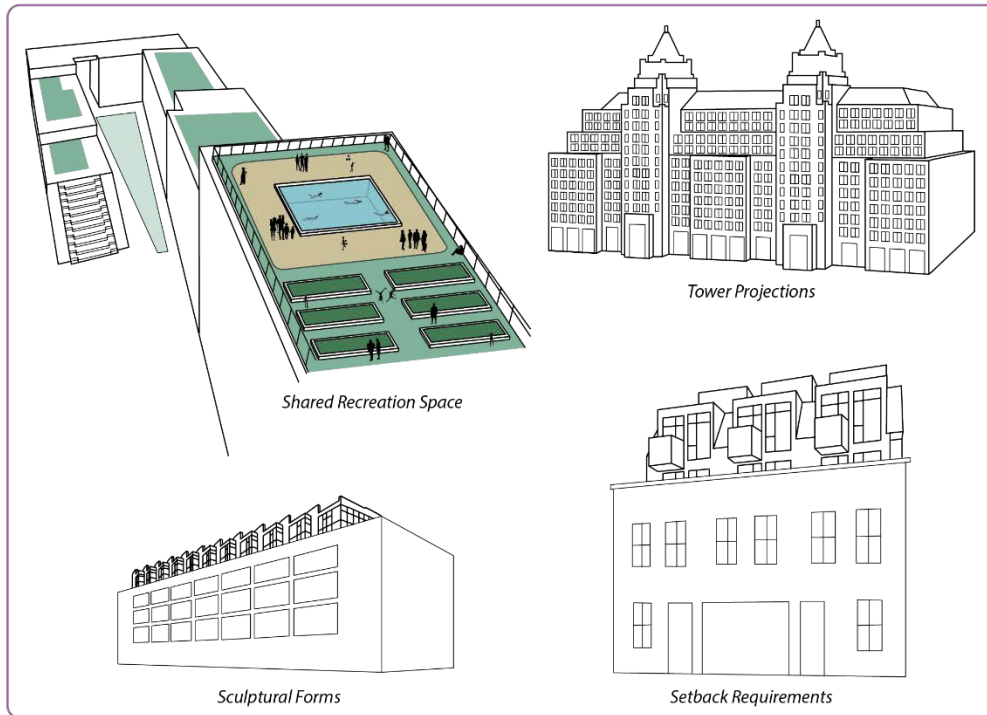 Tower Projections
Shared Recreation Space
Sculptural Forms
Setback Requirements